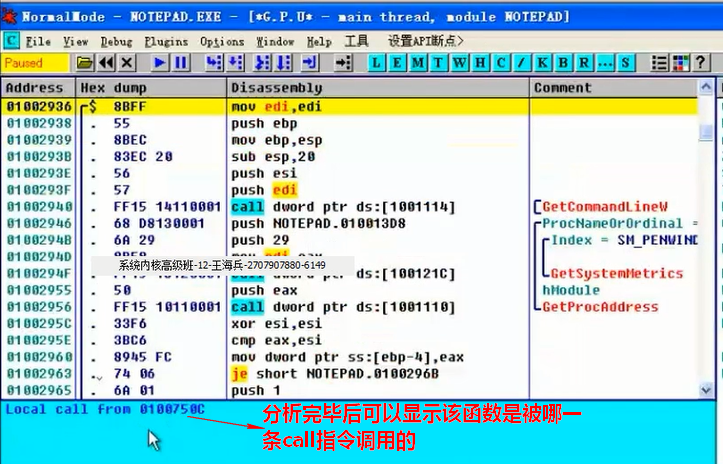 NormalMode - NOTEPAD.EXE - [*G.P.U* - main thread, module NOTEPAD]
C File View Debug Plugins Options Window Help 工具 设置API断点>
Paused L E M T W H C / K B R ... S ?
Address Hex dump Disassembly Comment
01002936 $ 8BFF mov edi,edi
01002938 . 55 push ebp
01002939 . 8BEC mov ebp,esp
0100293B . 83EC 20 sub esp,20
0100293E . 56 push esi
0100293F . 57 push edi
01002940 . FF15 14110001 call dword ptr ds:[1001114] GetCommandLineW
01002946 . 68 D8130001 push NOTEPAD.010013D8 ProcNameOrOrdinal =
0100294B . 6A 29 push 29 Index = SM_PENWIND
0100294D
系统内核高级班-12-王海兵-2707907880-6149
0100294F call dword ptr ds:[100121C] GetSystemMetrics
01002955 . 50 push eax hModule
01002956 . FF15 10110001 call dword ptr ds:[1001110] GetProcAddress
0100295C . 33F6 xor esi,esi
0100295E . 3BC6 cmp eax,esi
01002960 . 8945 FC mov dword ptr ss:[ebp-4],eax
01002963 . 74 06 je short NOTEPAD.0100296B
01002965 . 6A 01 push 1
Local call from 0100750C
分析完毕后可以显示该函数是被哪一
条call指令调用的